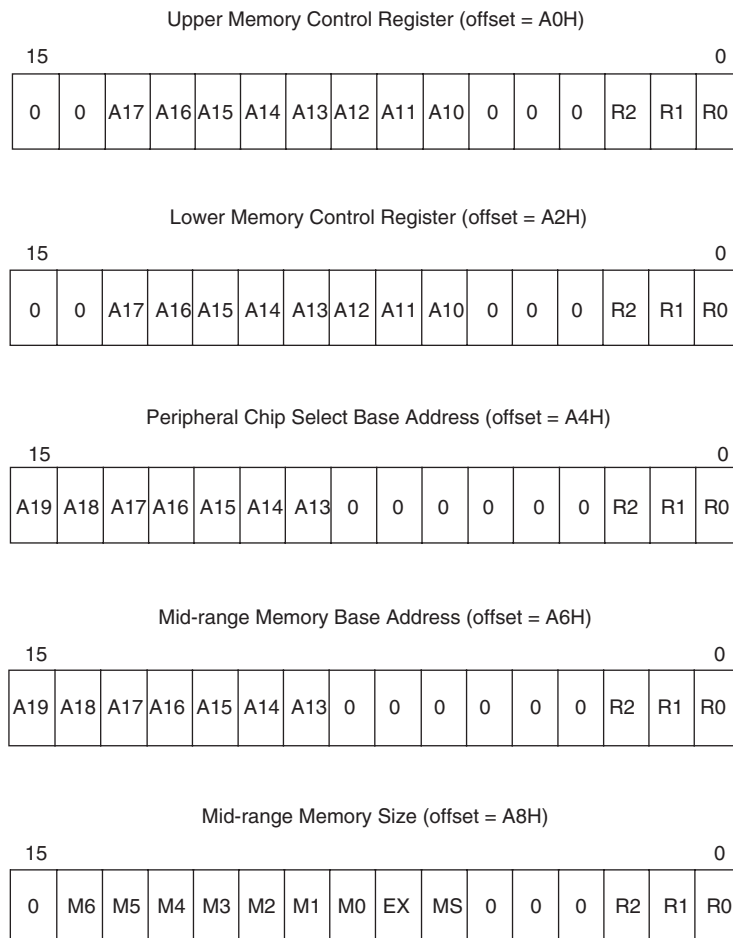 Upper Memory Control Register (offset = A0H)
15 0
0 0 A17 A16 A15 A14 A13 A12 A11 A10 0 0 0 R2 R1 R0
Lower Memory Control Register (offset = A2H)
15 0
0 0 A17 A16 A15 A14 A13 A12 A11 A10 0 0 0 R2 R1 R0
Peripheral Chip Select Base Address (offset = A4H)
15 0
A19 A18 A17 A16 A15 A14 A13 0 0 0 0 0 0 R2 R1 R0
Mid-range Memory Base Address (offset = A6H)
15 0
A19 A18 A17 A16 A15 A14 A13 0 0 0 0 0 0 R2 R1 R0
Mid-range Memory Size (offset = A8H)
15 0
0 M6 M5 M4 M3 M2 M1 M0 EX MS 0 0 0 R2 R1 R0